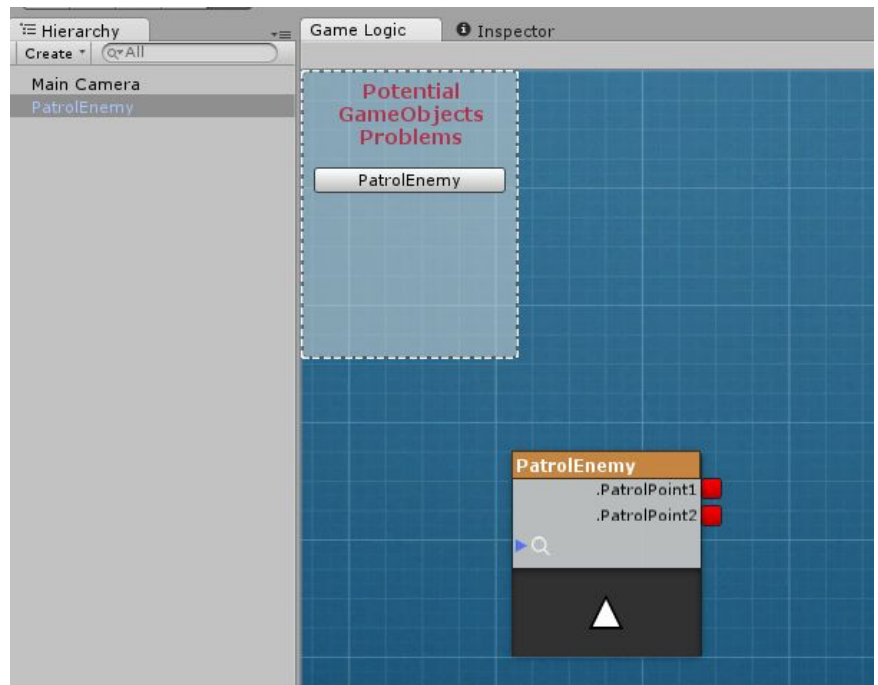 Hierarchy
Game Logic
Inspector
Create
All
Main Camera
PatrolEnemy
Potential
GameObjects
Problems
PatrolEnemy
PatrolEnemy
.PatrolPoint1
.PatrolPoint2